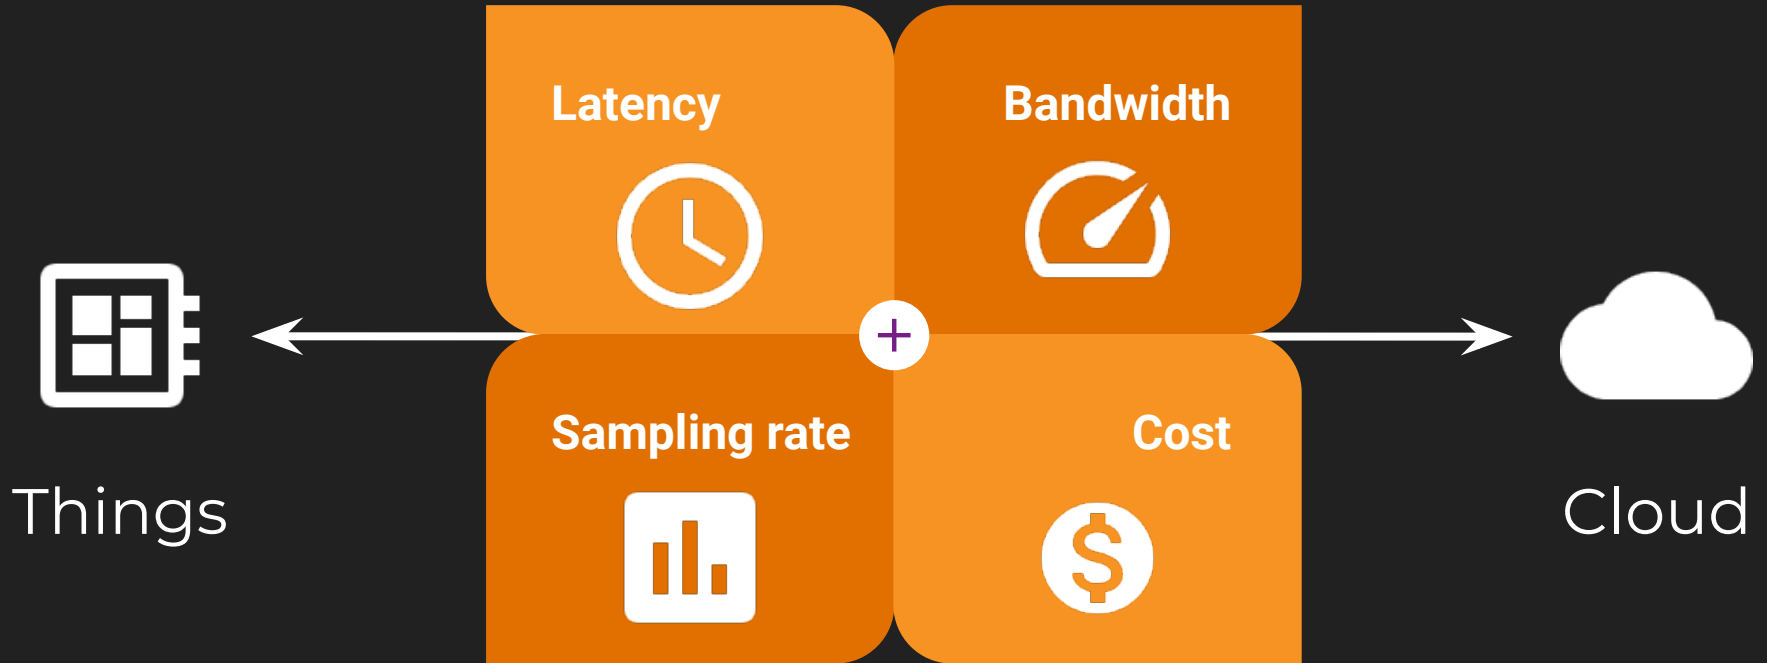 Latency
Bandwidth
Things
Sampling rate
Cost
Cloud